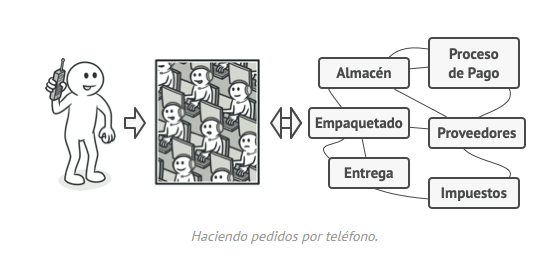 Almacén
Proceso
de Pago
Empaquetado
Proveedores
Entrega
Impuestos
Haciendo pedidos por teléfono.